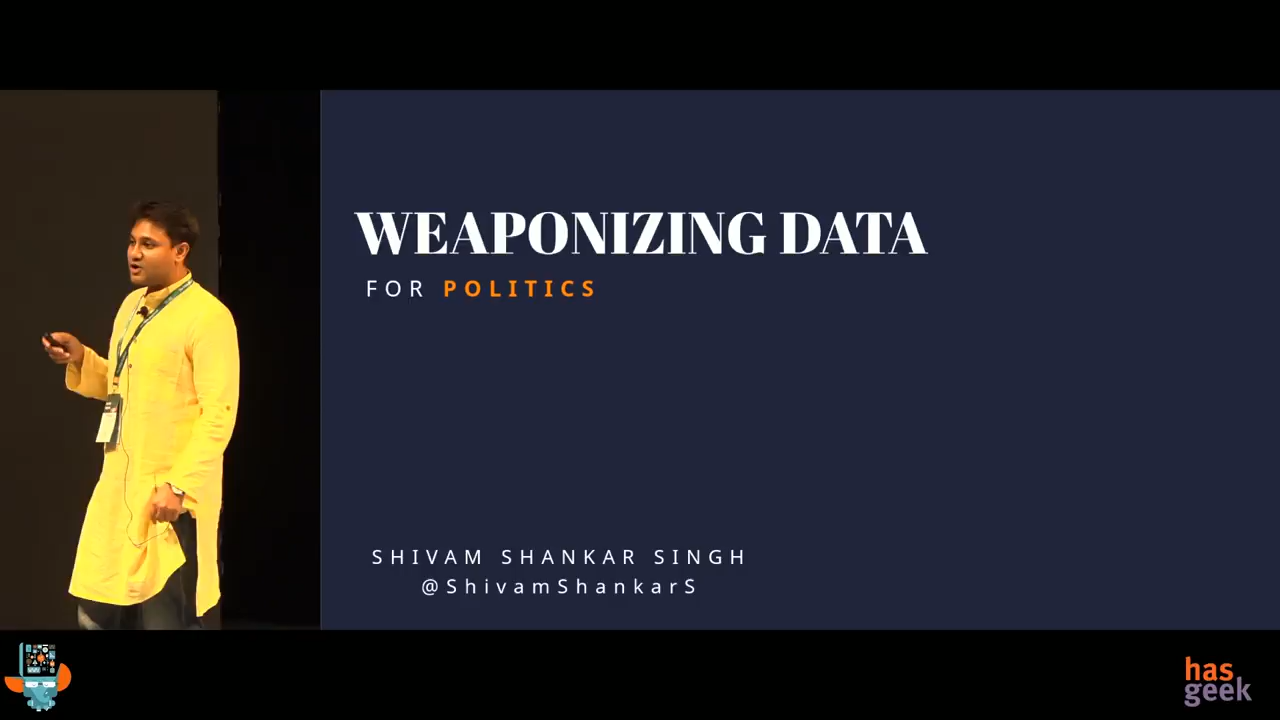 WEAPONIZING DATA
FOR POLITICS
SHIVAM SHANKAR SINGH
@ShivamShankarS
has
geek